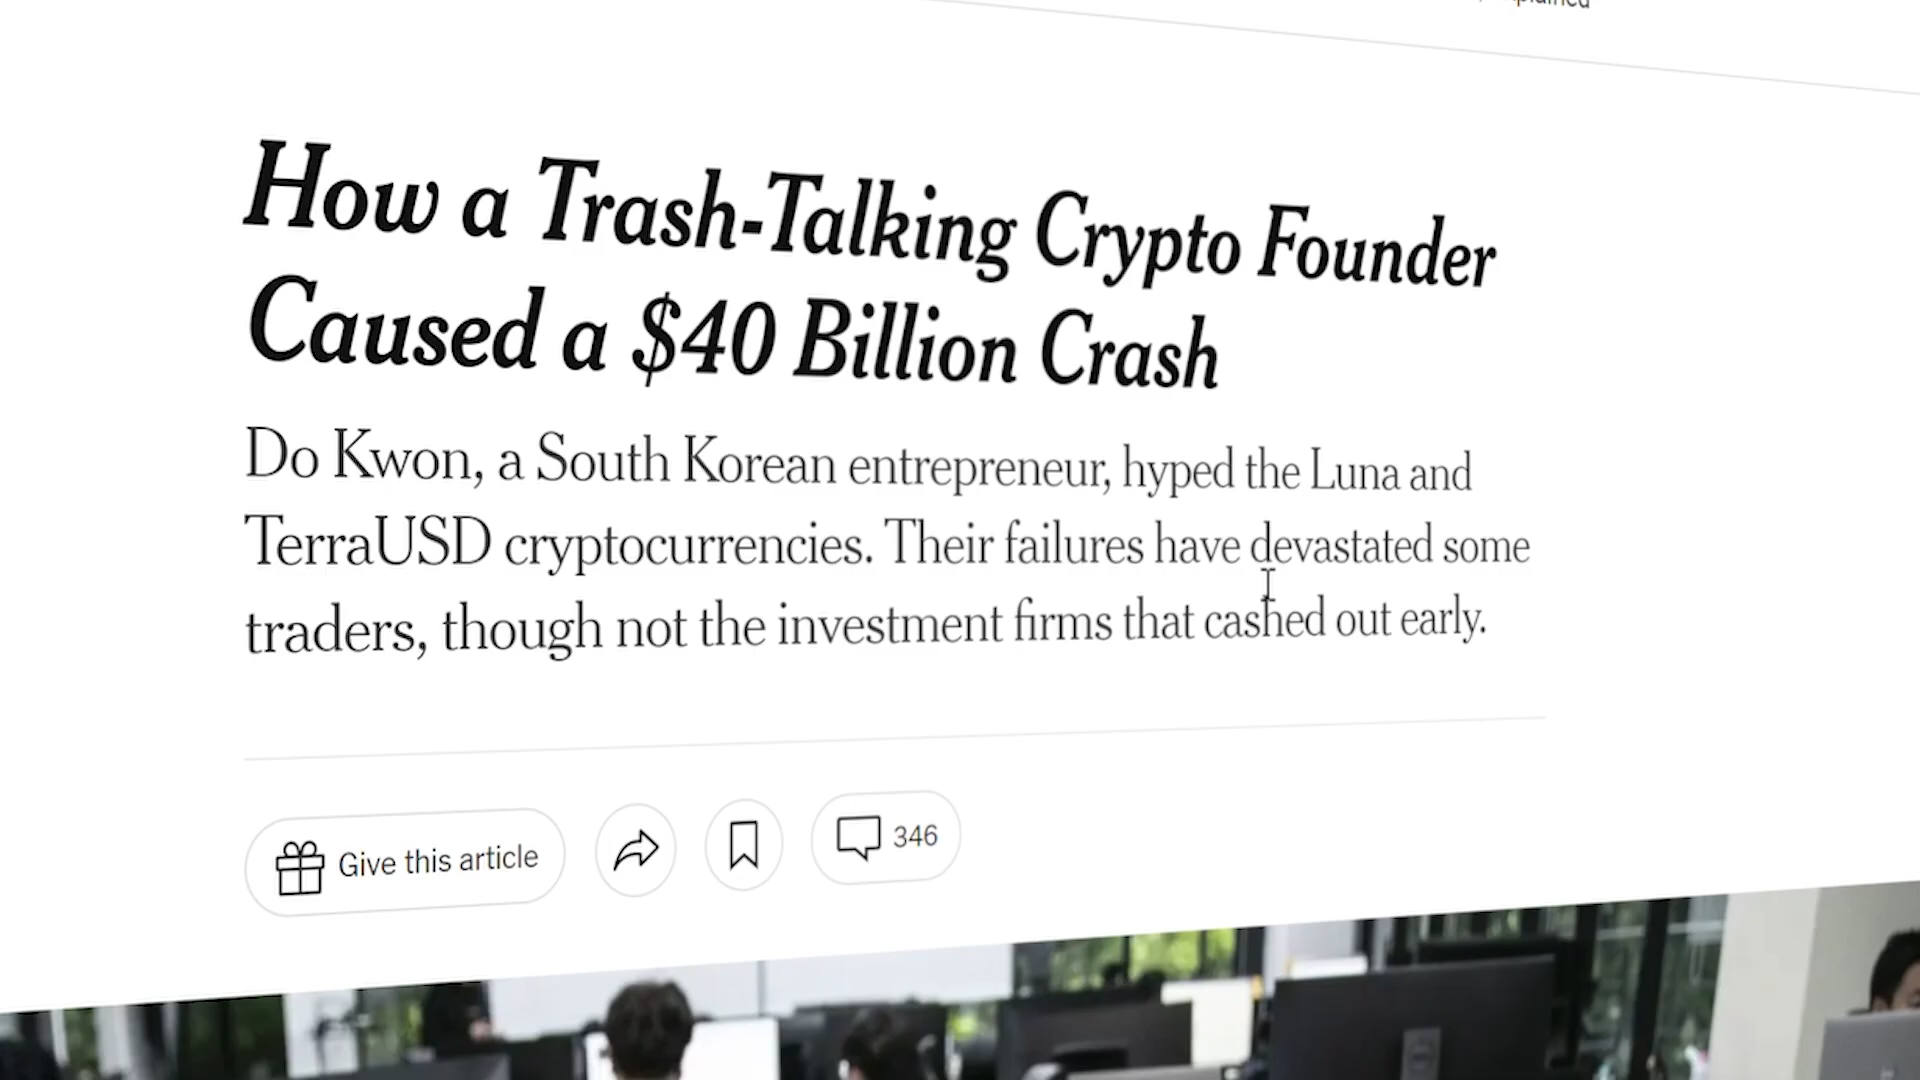 How a Trash-Talking Crypto Founder
Caused a $40 Billion Crash
Do Kwon, a South Korean entrepreneur, hyped the Luna and
TerraUSD cryptocurrencies. Their failures have devastated some
traders, though not the investment firms that cashed out early.
Give this article
346